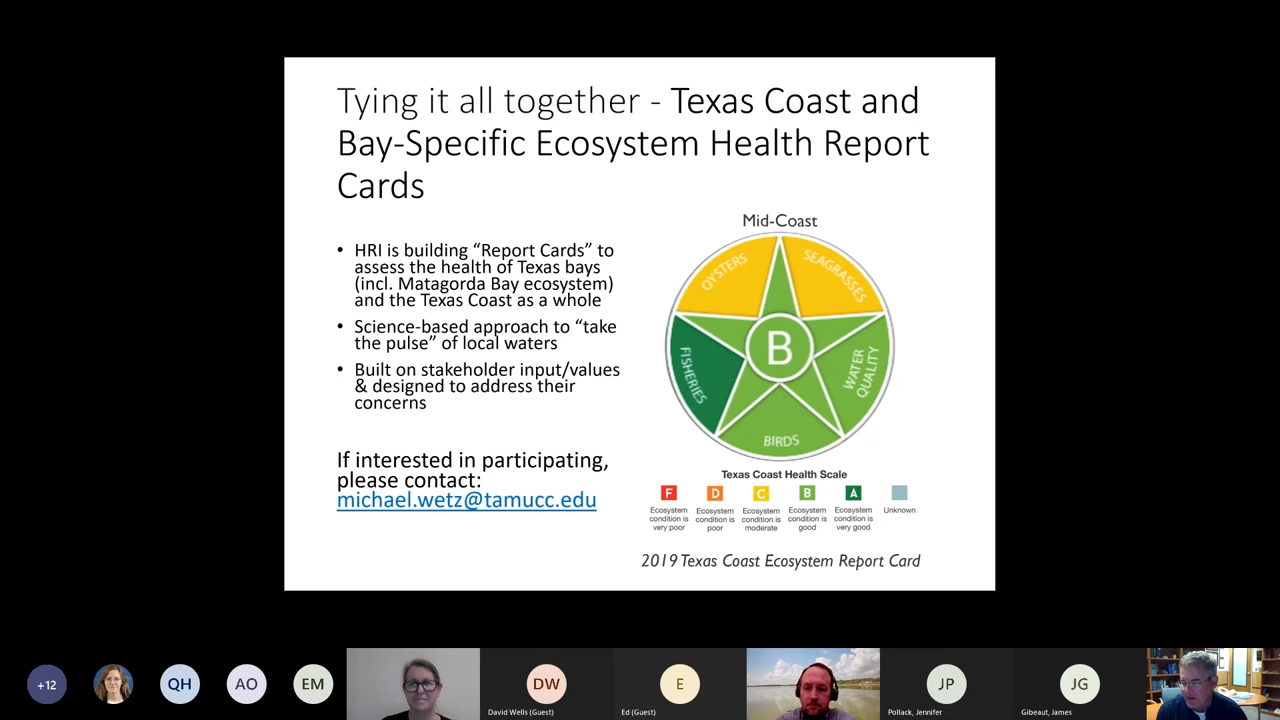 Tying it all together - Texas Coast and
Bay-Specific Ecosystem Health Report
Cards
• HRI is building “Report Cards” to
assess the health of Texas bays
(incl. Matagorda Bay ecosystem)
and the Texas Coast as a whole
• Science-based approach to “take
the pulse” of local waters
• Built on stakeholder input/values
& designed to address their
concerns
If interested in participating,
please contact:
michael.wetz@tamucc.edu
Mid-Coast
OYSTERS
SEAGRASSES
B
FISHERIES
WATER
QUALITY
BIRDS
Texas Coast Health Scale
F
D
C
B
A
Ecosystem
condition is
very poor
Ecosystem
condition is
poor
Ecosystem
condition is
moderate
Ecosystem
condition is
good
Ecosystem
condition is
very good
Unknown
2019 Texas Coast Ecosystem Report Card
+12
QH
AO
EM
DW
David Wells (Guest)
E
Ed (Guest)
JP
Pollack, Jennifer
JG
Gibeaut, James